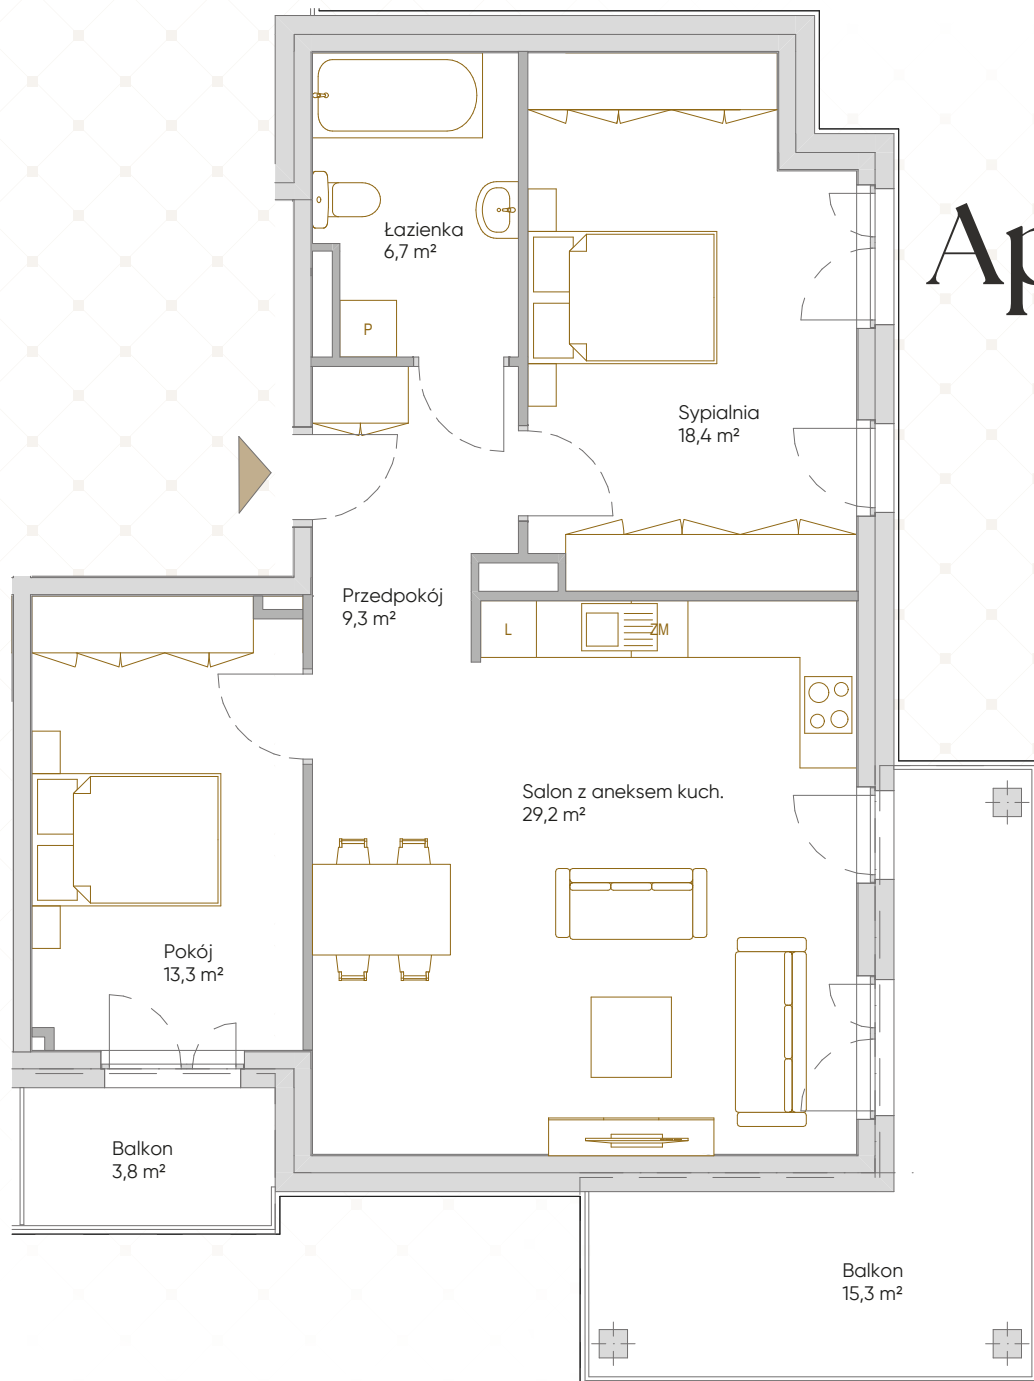 Ap
Łazienka
6,7 m²
P
Sypialnia
18,4 m²
Przedpokój
9,3 m²
L
ZM
Salon z aneksem kuch.
29,2 m²
Pokój
13,3 m²
Balkon
3,8 m²
Balkon
15,3 m²